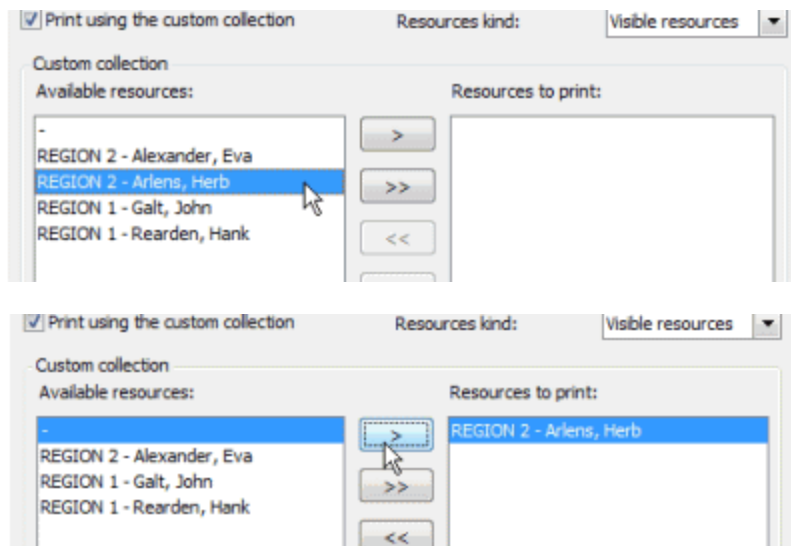 Print using the custom collection Resources kind: Visible resources
Custom collection
Available resources: Resources to print:
-
REGION 2 - Alexander, Eva
REGION 2 - Arlens, Herb
REGION 1 - Galt, John
REGION 1 - Rearden, Hank
>
>>
<<
Print using the custom collection Resources kind: Visible resources
Custom collection
Available resources: Resources to print:
-
REGION 2 - Alexander, Eva
REGION 1 - Galt, John
REGION 1 - Rearden, Hank
>
>>
<<
REGION 2 - Arlens, Herb